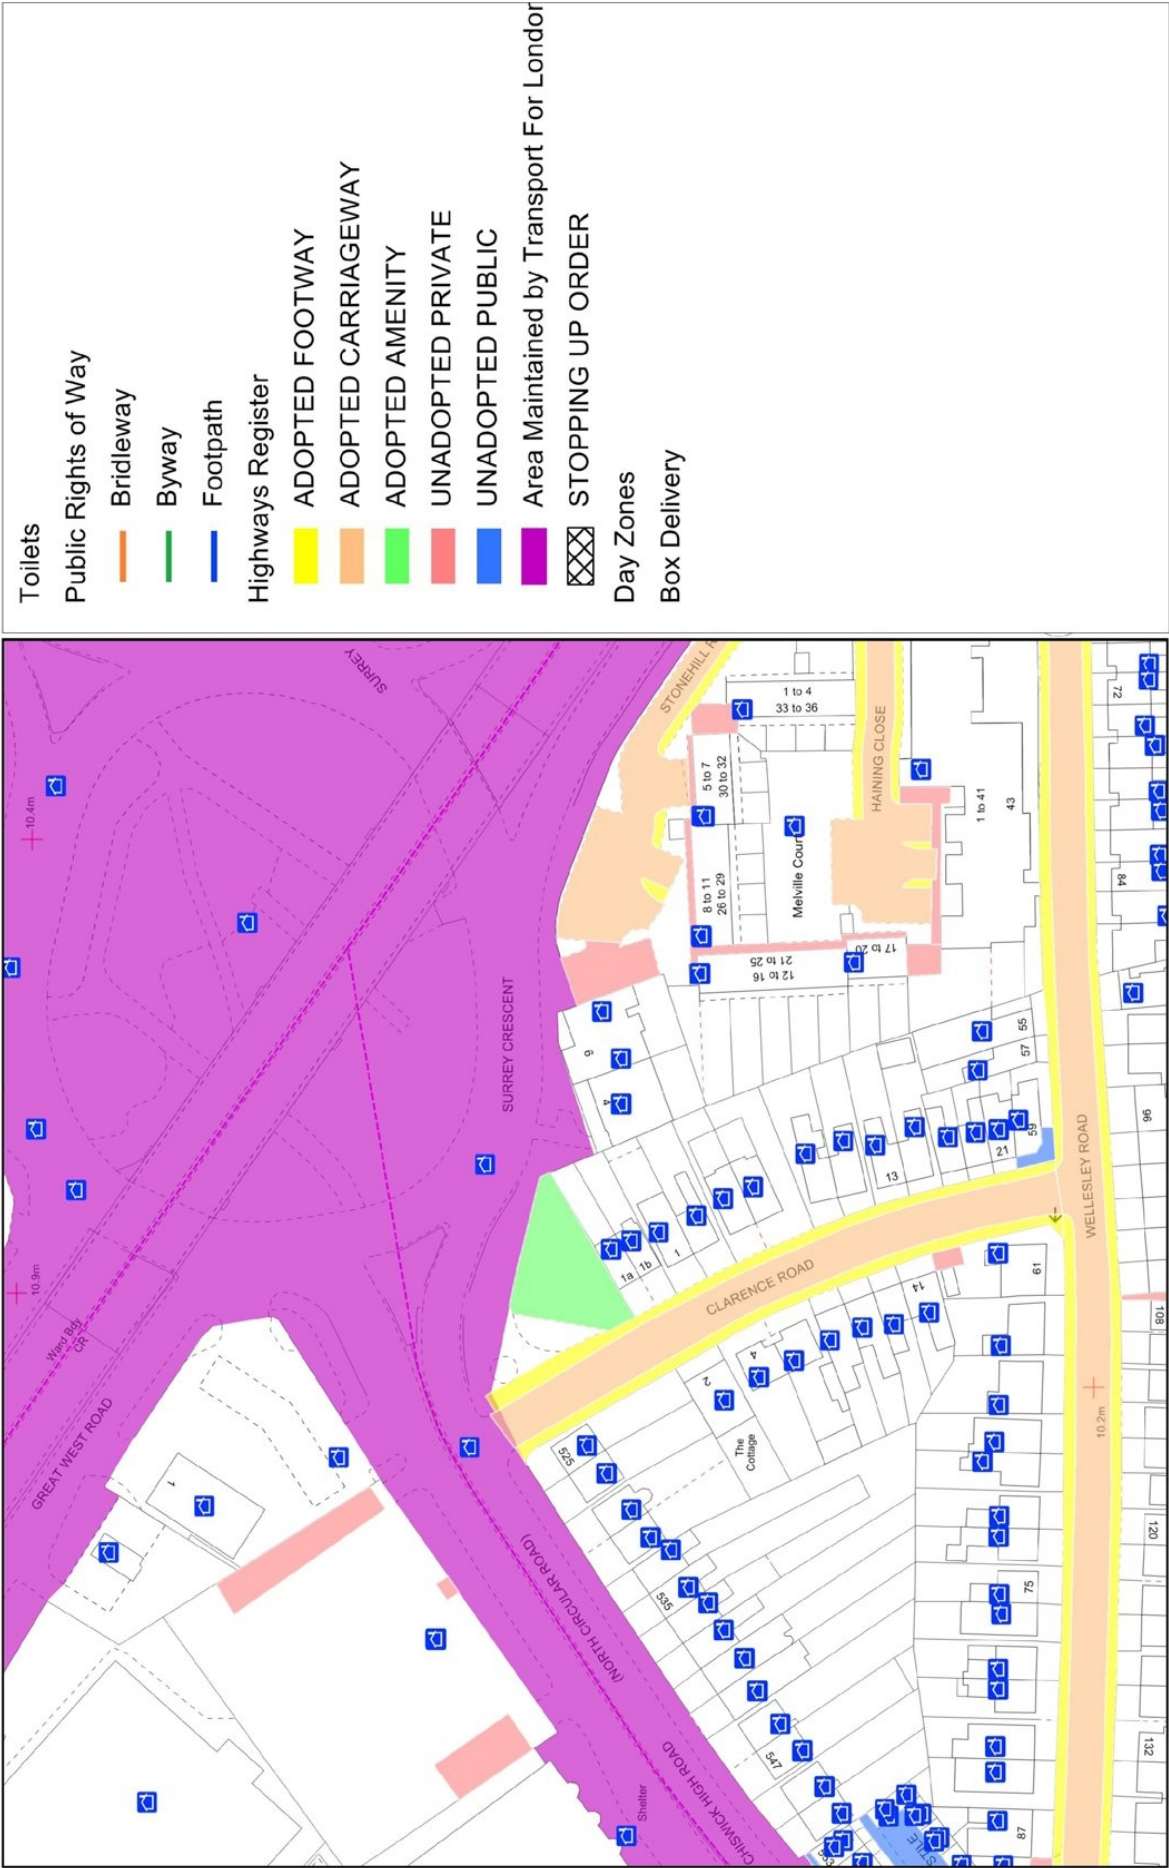 Toilets
Public Rights of Way
Bridleway
Byway
Footpath
Highways Register
ADOPTED FOOTWAY
ADOPTED CARRIAGEWAY
ADOPTED AMENITY
UNADOPTED PRIVATE
UNADOPTED PUBLIC
Area Maintained by Transport For London
STOPPING UP ORDER
Day Zones
Box Delivery
SURREY
10.4m
STONEHILL R
1 to 4
33 to 36
72
5 to 7
30 to 32
HAINING CLOSE
1 to 41
43
84
8 to 11
26 to 29
Melville Court
17 to 20
21 to 25
12 to 16
SURREY CRESCENT
6
4
55
57
59
21
13
96
WELLESLEY ROAD
10.9m
Ward Bdy
CR
1a
1b
1
CLARENCE ROAD
14
61
108
2
4
The
Cottage
10.2m
GREAT WEST ROAD
1
525
535
547
(NORTH CIRCULAR ROAD)
CHISWICK HIGH ROAD
Shelter
75
120
132
87
STILE